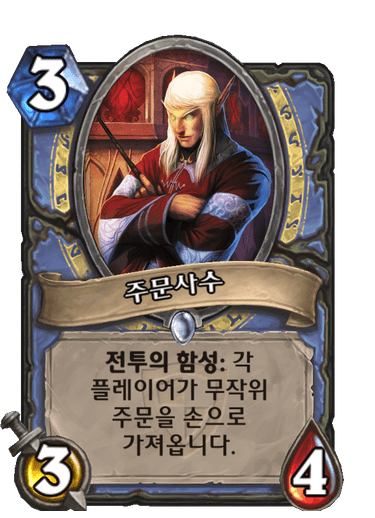 3
주문사수
전투의 함성: 각
플레이어가 무작위
주문을 손으로
가져옵니다.
3
4